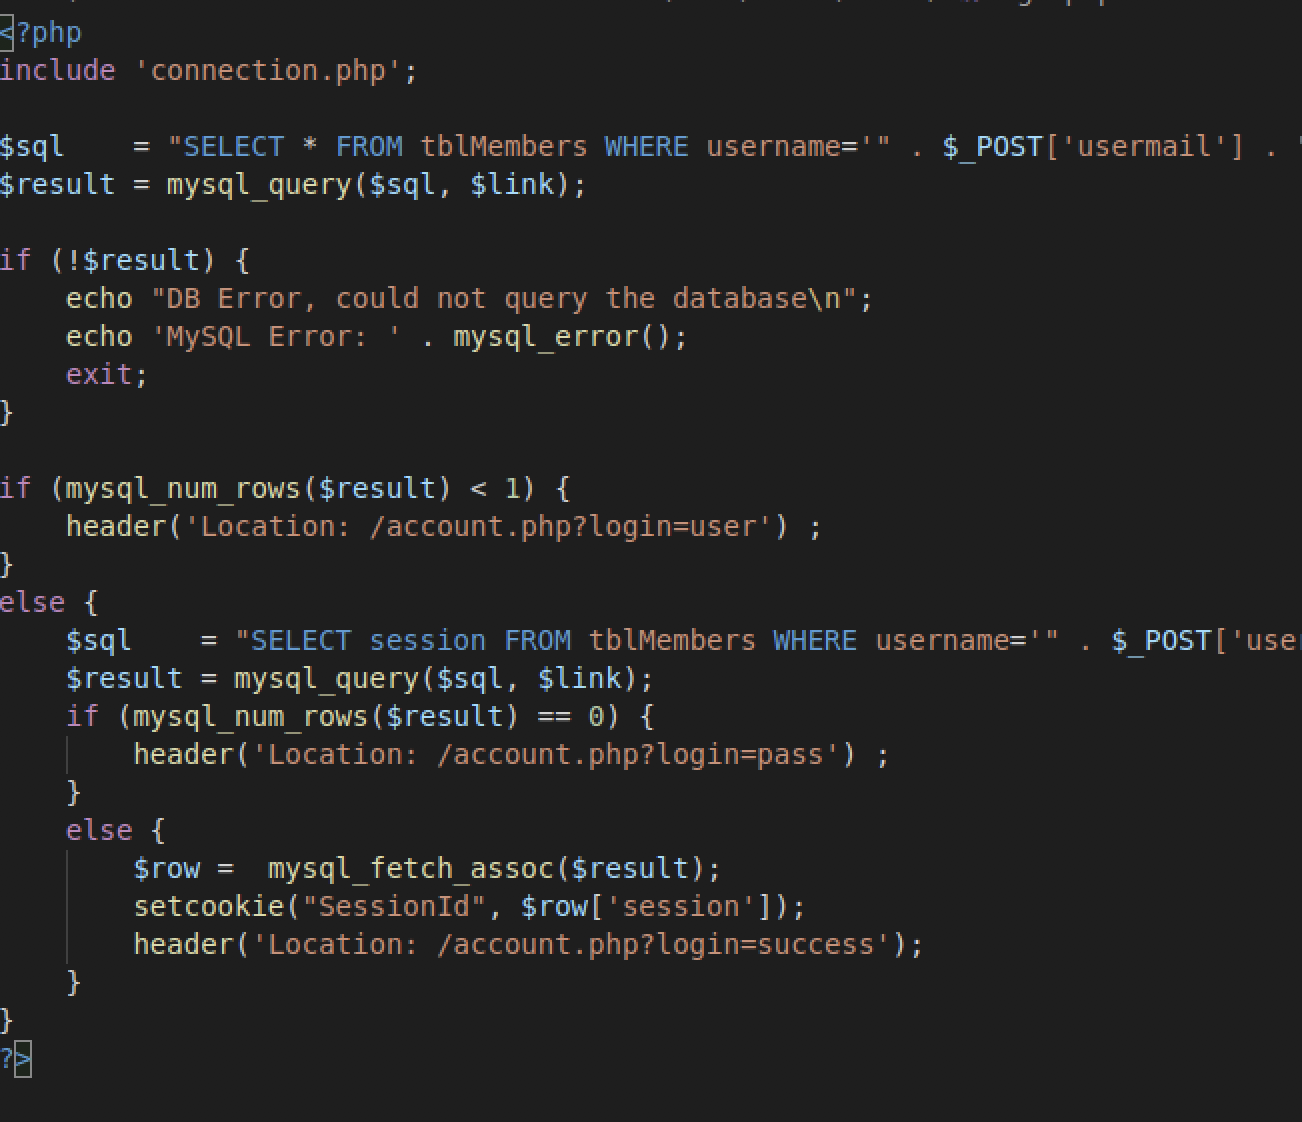 <?php
include 'connection.php';
$sql    = "SELECT * FROM tblMembers WHERE username='" . $_POST['usermail'] . '
$result = mysql_query($sql, $link);
if (!$result) {
    echo "DB Error, could not query the database\n";
    echo 'MySQL Error: ' . mysql_error();
    exit;
}
if (mysql_num_rows($result) < 1) {
    header('Location: /account.php?login=user') ;
}
else {
    $sql    = "SELECT session FROM tblMembers WHERE username='" . $_POST['user
    $result = mysql_query($sql, $link);
    if (mysql_num_rows($result) == 0) {
        header('Location: /account.php?login=pass') ;
    }
    else {
        $row =  mysql_fetch_assoc($result);
        setcookie("SessionId", $row['session']);
        header('Location: /account.php?login=success');
    }
}
?>